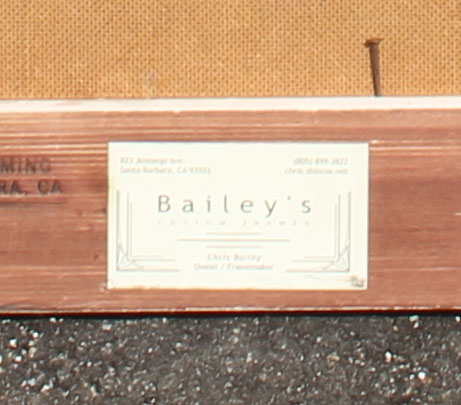 MING
RA, CA
823 Jennings Ave.
Santa Barbara, CA 93103
(805) 899-3822
Bailey's
CUSTOM FRAMES
Chris Bailey
Owner / Framemaker